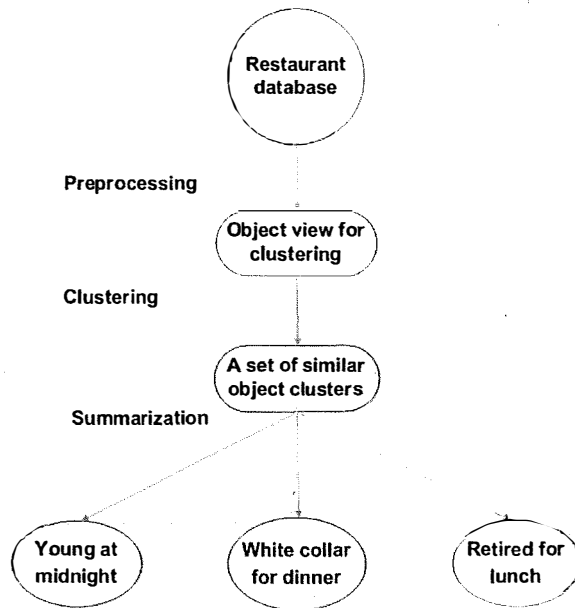 Restaurant
database
Preprocessing
Object view for
clustering
Clustering
A set of similar
object clusters
Summarization
Young at
midnight
White collar
for dinner
Retired for
lunch